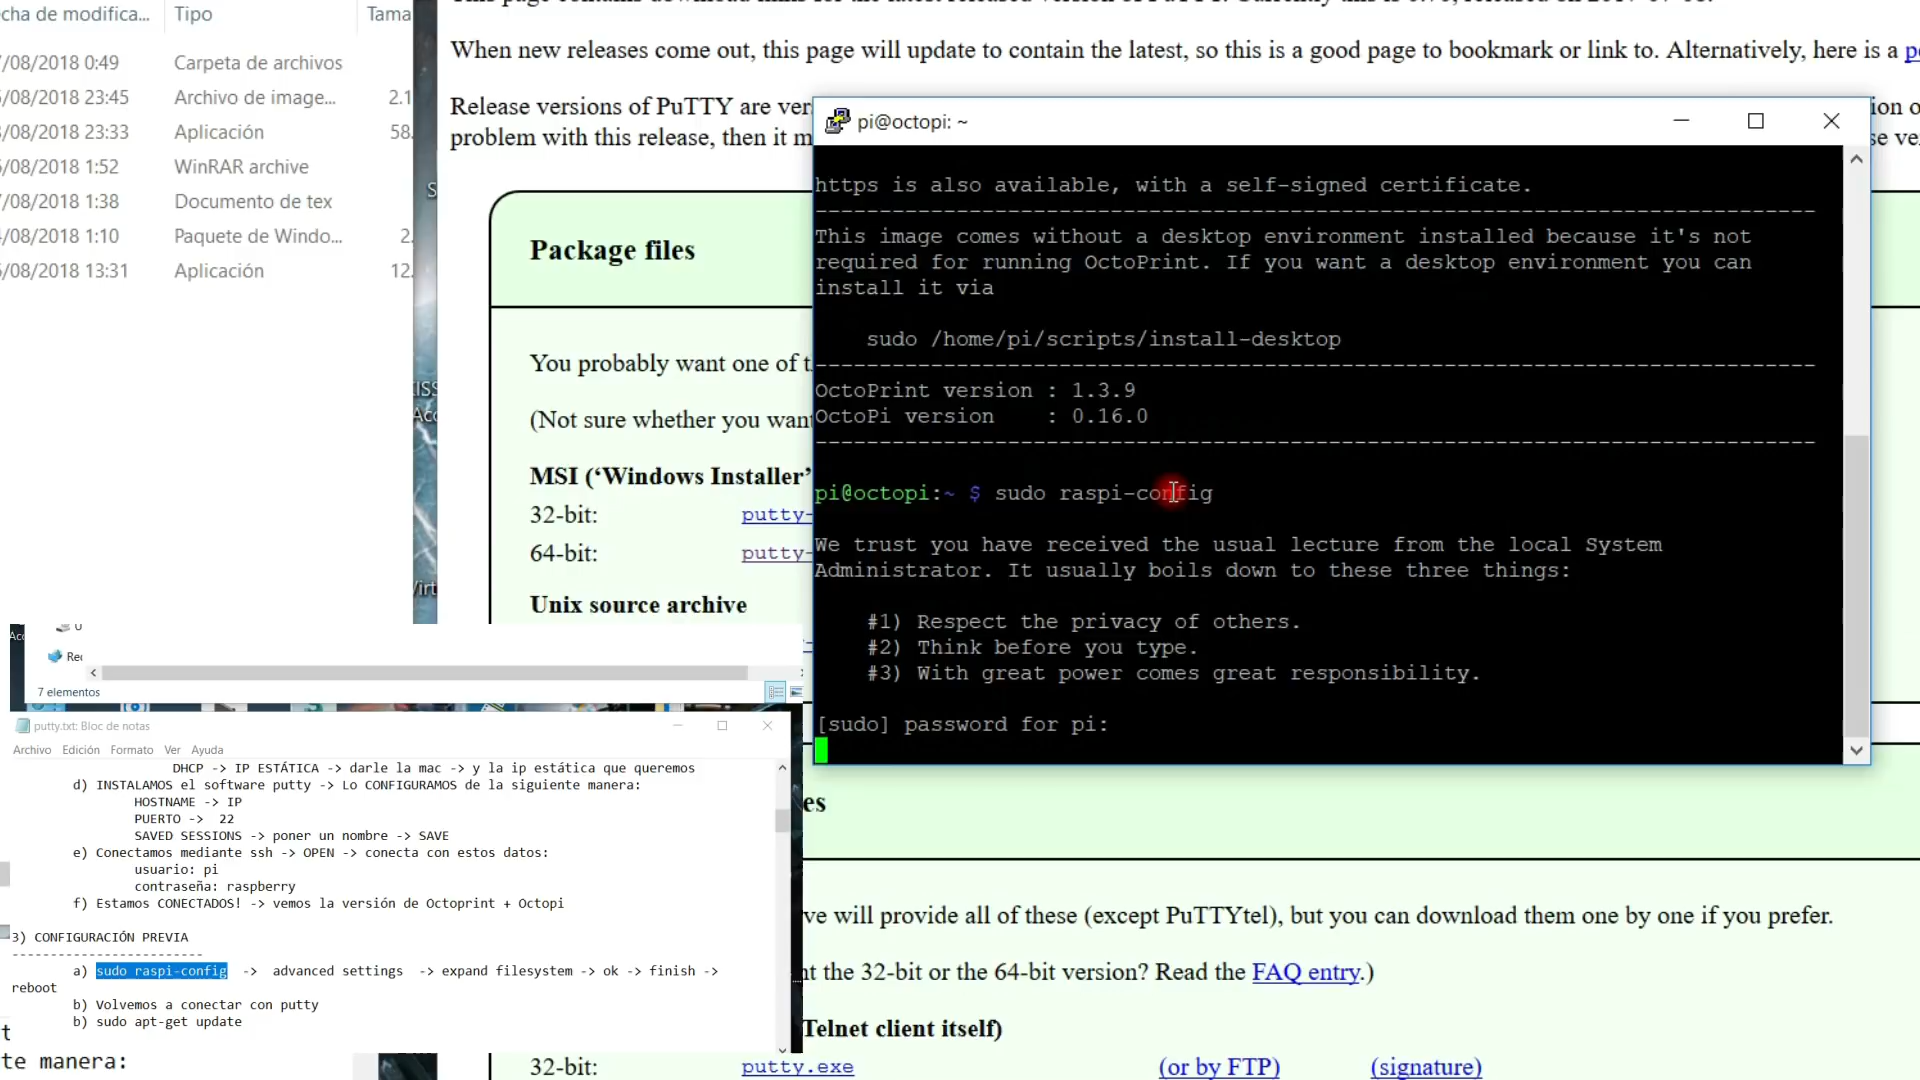 Tipo
Carpeta de archivos
/08/2018 0:49
/08/2018 23:45
Archivo de image...
2.1
/08/2018 23:33
Aplicación
58.
/08/2018 1:52
WinRAR archive
/08/2018 1:38
Documento de tex
/08/2018 1:10
Paquete de Windo...
2.
/08/2018 13:31
Aplicación
12.
When new releases come out, this page will update to contain the latest, so this is a good page to bookmark or link to. Alternatively, here is a
Release versions of PuTTY are
problem with this release, then it
Package files
You probably want one of
(Not sure whether you
MSI (‘Windows Installer’
32-bit: putty-
64-bit: putty-
Unix source archive
pi@octopi: ~
https is also available, with a self-signed certificate.
--------------------------------------------------------------------------------
This image comes without a desktop environment installed because it's not
required for running OctoPrint. If you want a desktop environment you can
install it via
sudo /home/pi/scripts/install-desktop
--------------------------------------------------------------------------------
OctoPrint version : 1.3.9
OctoPi version : 0.16.0
--------------------------------------------------------------------------------
pi@octopi:~ $ sudo raspi-config
We trust you have received the usual lecture from the local System
Administrator. It usually boils down to these three things:
#1) Respect the privacy of others.
#2) Think before you type.
#3) With great power comes great responsibility.
[sudo] password for pi:
7 elementos
putty.txt: Bloc de notas
Archivo Edición Formato Ver Ayuda
DHCP -> IP ESTÁTICA -> darle la mac -> y la ip estática que queremos
d) INSTALAMOS el software putty -> Lo CONFIGURAMOS de la siguiente manera:
HOSTNAME -> IP
PUERTO -> 22
SAVED SESSIONS -> poner un nombre -> SAVE
e) Conectamos mediante ssh -> OPEN -> conecta con estos datos:
usuario: pi
contraseña: raspberry
f) Estamos CONECTADOS! -> vemos la versión de Octoprint + Octopi
3) CONFIGURACIÓN PREVIA
-------------------------
a) sudo raspi-config -> advanced settings -> expand filesystem -> ok -> finish ->
reboot
b) Volvemos a conectar con putty
b) sudo apt-get update
te manera:
will provide all of these (except PuTTYtel), but you can download them one by one if you prefer.
the 32-bit or the 64-bit version? Read the FAQ entry.)
Telnet client itself)
32-bit: putty.exe (or by FTP) (signature)